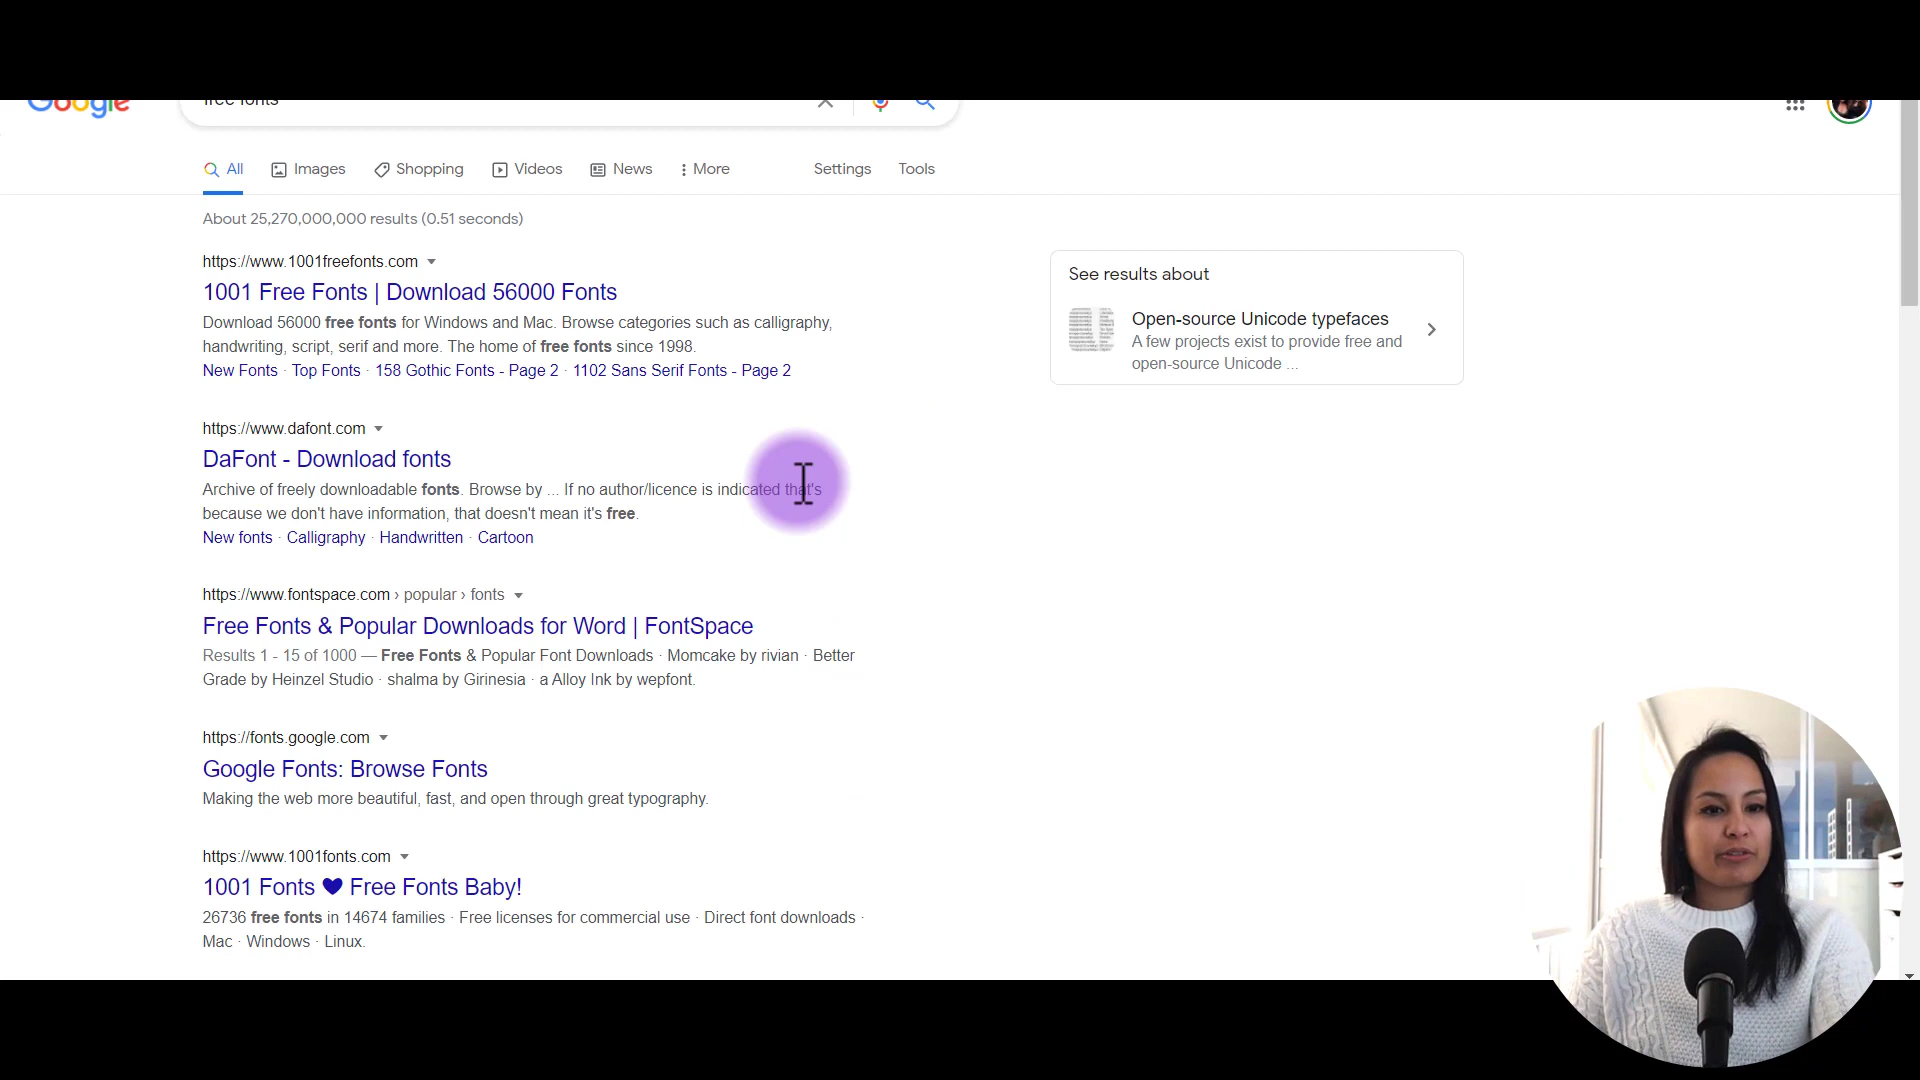 Google
free fonts
All Images Shopping Videos News More Settings Tools
About 25,270,000,000 results (0.51 seconds)
https://www.1001freefonts.com
1001 Free Fonts | Download 56000 Fonts
Download 56000 free fonts for Windows and Mac. Browse categories such as calligraphy,
handwriting, script, serif and more. The home of free fonts since 1998.
New Fonts · Top Fonts · 158 Gothic Fonts - Page 2 · 1102 Sans Serif Fonts - Page 2
See results about
Open-source Unicode typefaces
A few projects exist to provide free and
open-source Unicode ...
https://www.dafont.com
DaFont - Download fonts
Archive of freely downloadable fonts. Browse by ... If no author/licence is indicated that's
because we don't have information, that doesn't mean it's free.
New fonts · Calligraphy · Handwritten · Cartoon
https://www.fontspace.com › popular › fonts
Free Fonts & Popular Downloads for Word | FontSpace
Results 1 - 15 of 1000 — Free Fonts & Popular Font Downloads · Momcake by rivian · Better
Grade by Heinzel Studio · shalma by Girinesia · a Alloy Ink by wepfont.
https://fonts.google.com
Google Fonts: Browse Fonts
Making the web more beautiful, fast, and open through great typography.
https://www.1001fonts.com
1001 Fonts ♥ Free Fonts Baby!
26736 free fonts in 14674 families · Free licenses for commercial use · Direct font downloads ·
Mac · Windows · Linux.